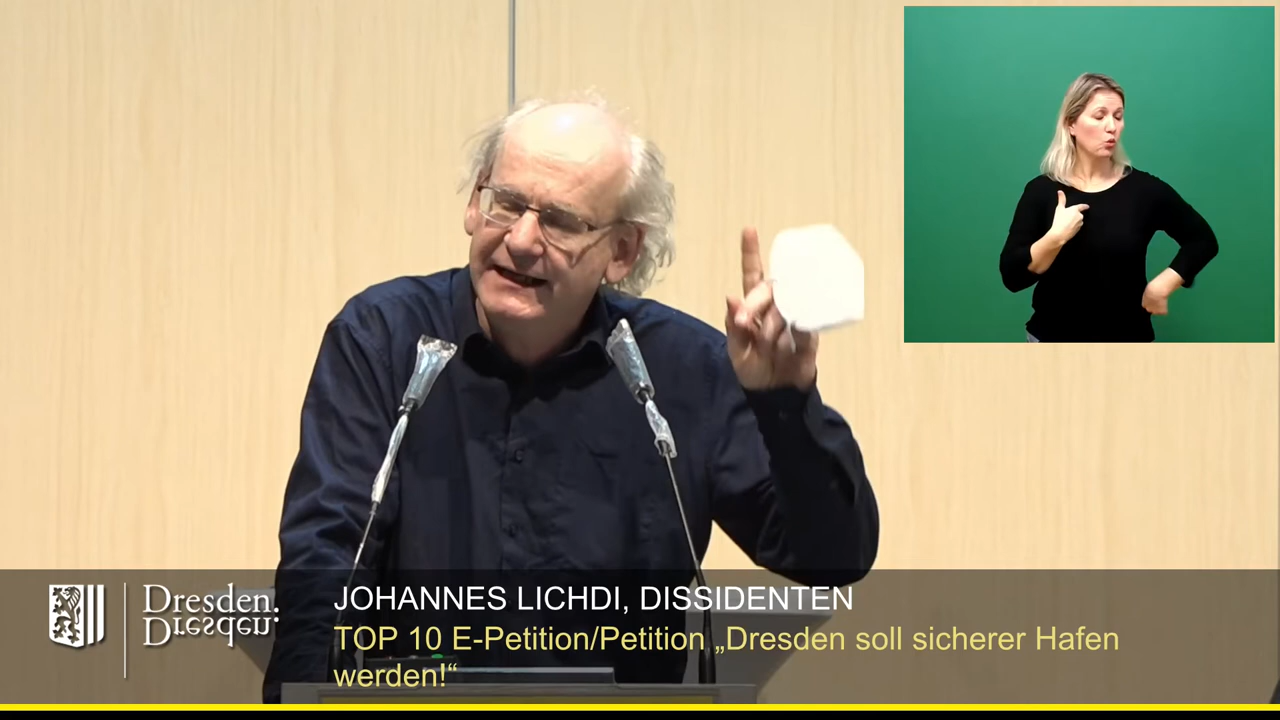 Dresden.
Dresden.
JOHANNES LICHDI, DISSIDENTEN
TOP 10 E-Petition/Petition „Dresden soll sicherer Hafen
werden!“